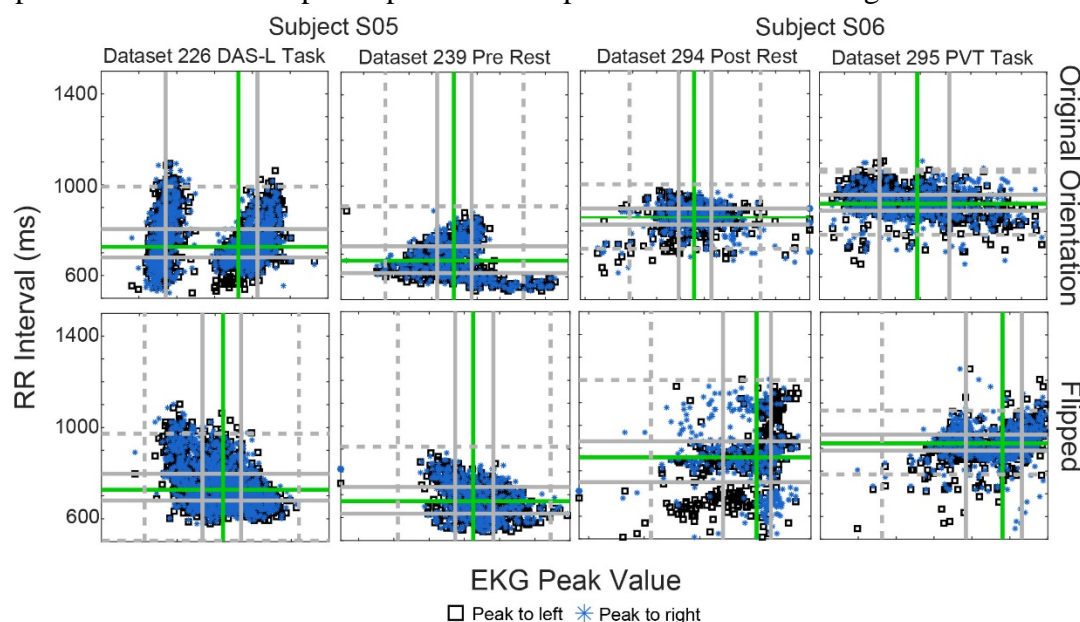 Subject S05 Subject S06
Dataset 226 DAS-L Task Dataset 239 Pre Rest Dataset 294 Post Rest Dataset 295 PVT Task
Original Orientation
1400
1000
600
RR Interval (ms)
Flipped
1400
1000
600
EKG Peak Value
Peak to left Peak to right